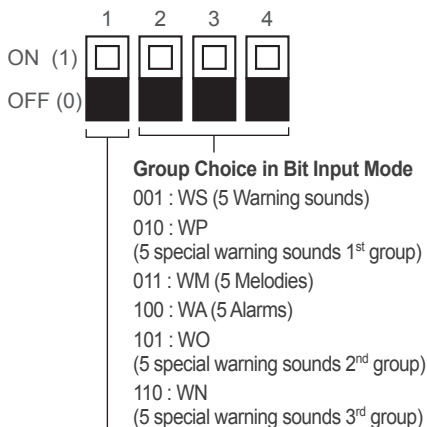 1 2 3 4
ON (1)
OFF (0)
Group Choice in Bit Input Mode
001 : WS (5 Warning sounds)
010 : WP
(5 special warning sounds 1st group)
011 : WM (5 Melodies)
100 : WA (5 Alarms)
101 : WO
(5 special warning sounds 2nd group)
110 : WN
(5 special warning sounds 3rd group)